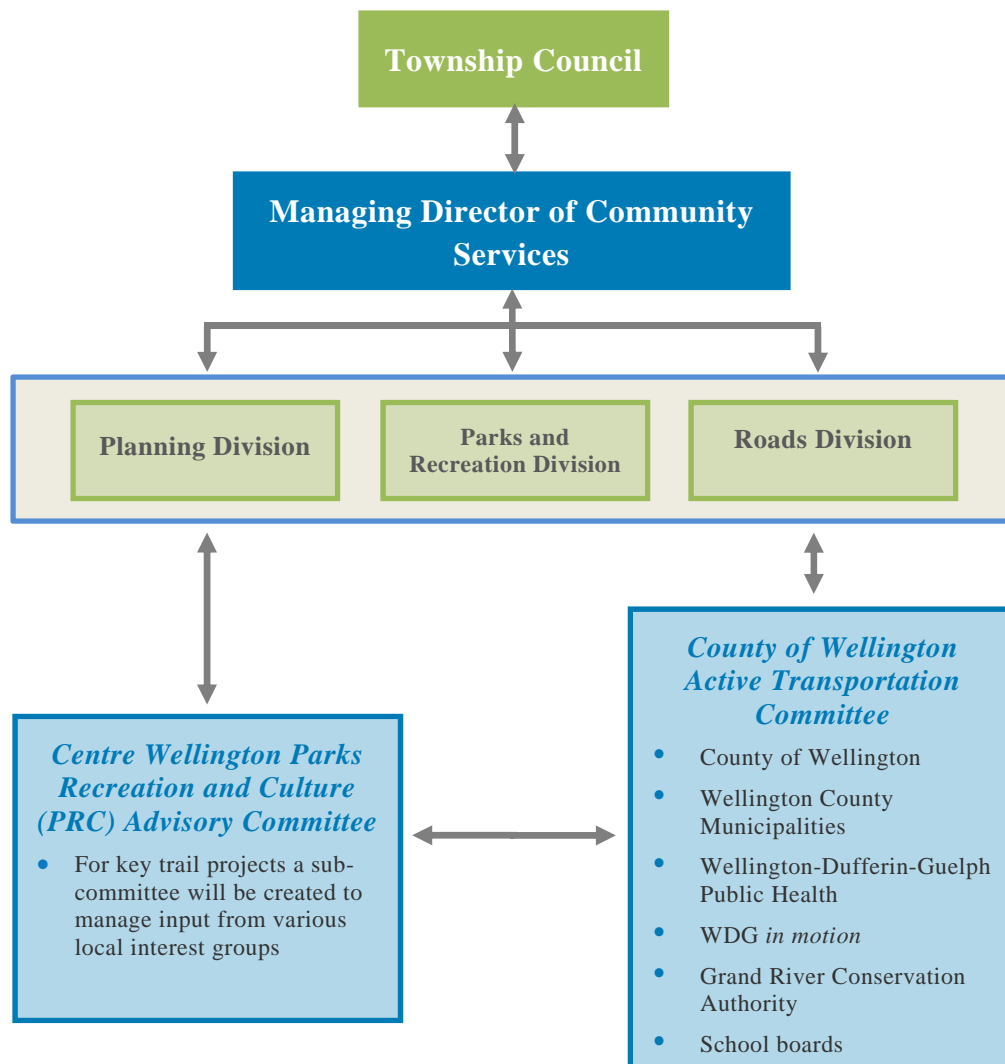 Township Council
Managing Director of Community
Services
Planning Division
Parks and
Recreation Division
Roads Division
Centre Wellington Parks
Recreation and Culture
(PRC) Advisory Committee
• For key trail projects a sub-
committee will be created to
manage input from various
local interest groups
County of Wellington
Active Transportation
Committee
• County of Wellington
• Wellington County
Municipalities
• Wellington-Dufferin-Guelph
Public Health
• WDG in motion
• Grand River Conservation
Authority
• School boards